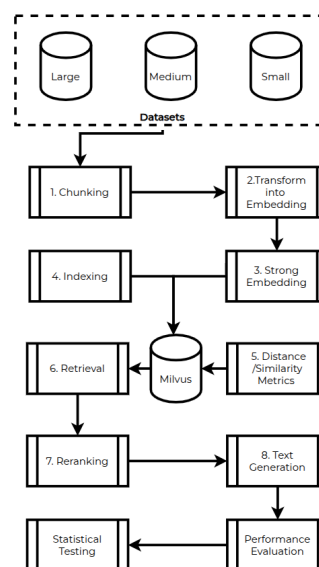 Large
Medium
Small
Datasets
1. Chunking
2.Transform
into
Embedding
4. Indexing
3. Strong
Embedding
6. Retrieval
Milvus
5. Distance
/Similarity
Metrics
7. Reranking
8. Text
Generation
Statistical
Testing
Performance
Evaluation